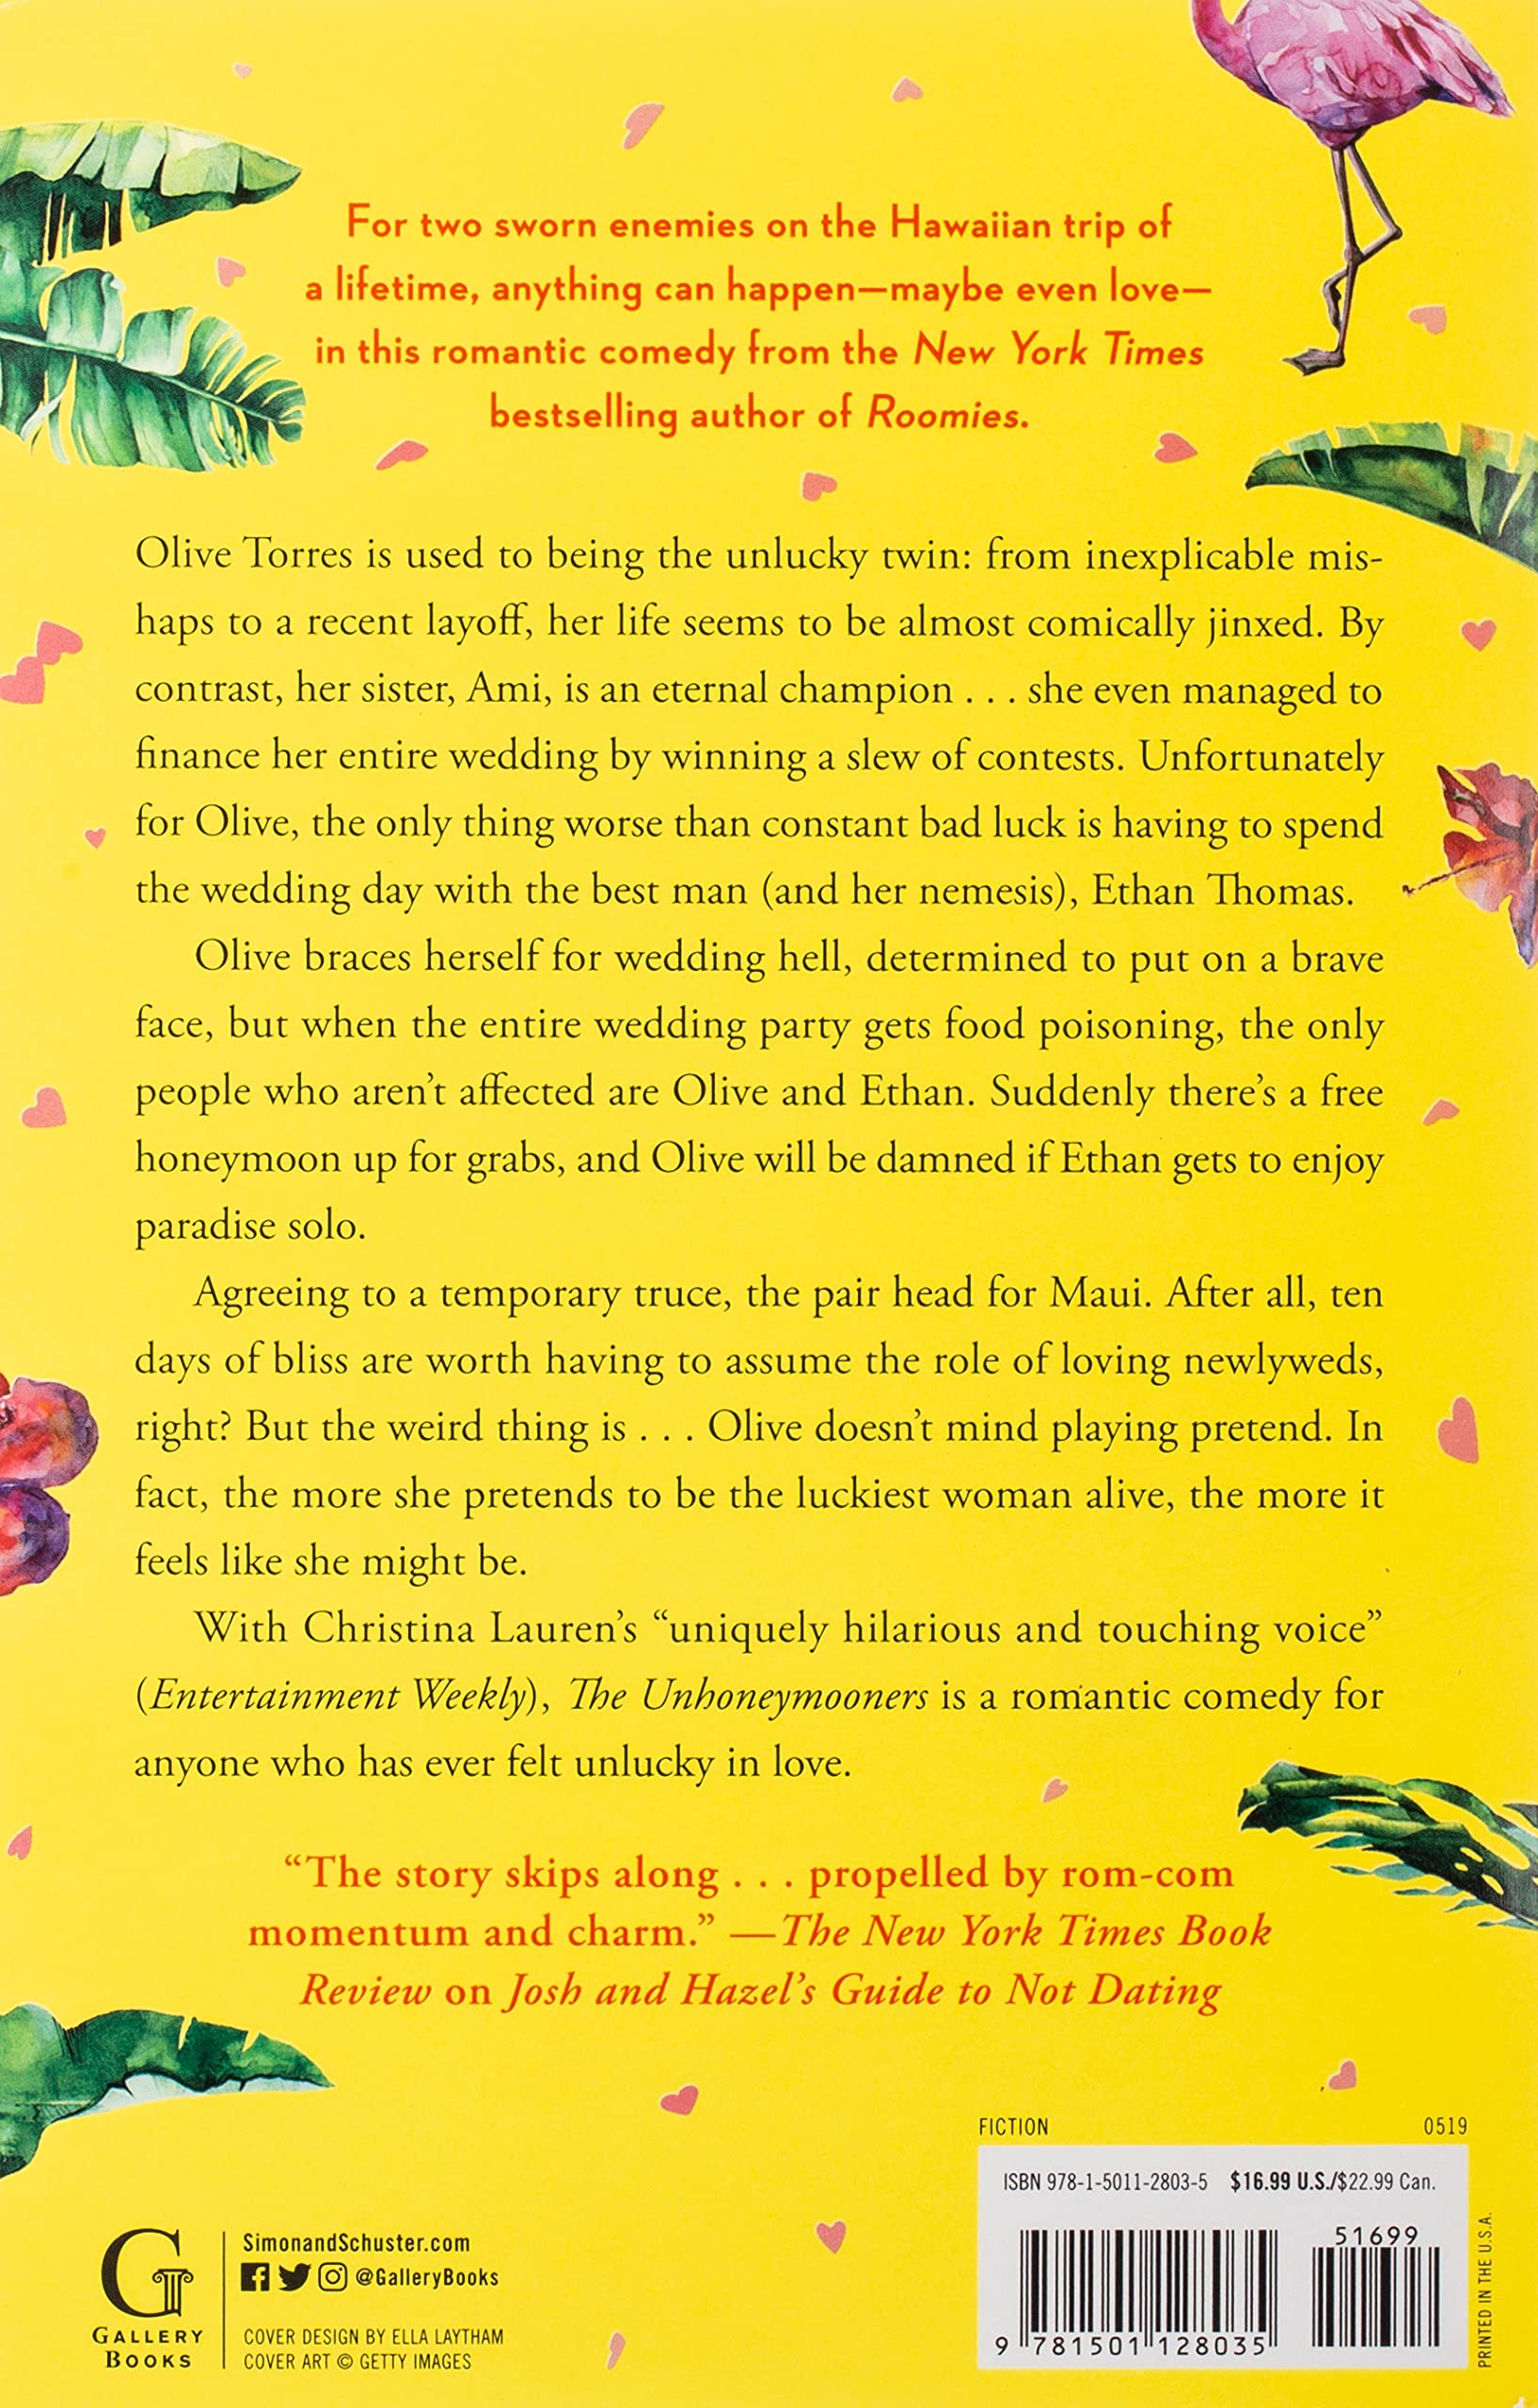 For two sworn enemies on the Hawaiian trip of
a lifetime, anything can happen—maybe even love—
in this romantic comedy from the New York Times
bestselling author of Roomies.
Olive Torres is used to being the unlucky twin: from inexplicable mis-
haps to a recent layoff, her life seems to be almost comically jinxed. By
contrast, her sister, Ami, is an eternal champion . . . she even managed to
finance her entire wedding by winning a slew of contests. Unfortunately
for Olive, the only thing worse than constant bad luck is having to spend
the wedding day with the best man (and her nemesis), Ethan Thomas.
Olive braces herself for wedding hell, determined to put on a brave
face, but when the entire wedding party gets food poisoning, the only
people who aren’t affected are Olive and Ethan. Suddenly there’s a free
honeymoon up for grabs, and Olive will be damned if Ethan gets to enjoy
paradise solo.
Agreeing to a temporary truce, the pair head for Maui. After all, ten
days of bliss are worth having to assume the role of loving newlyweds,
right? But the weird thing is . . . Olive doesn’t mind playing pretend. In
fact, the more she pretends to be the luckiest woman alive, the more it
feels like she might be.
With Christina Lauren’s “uniquely hilarious and touching voice”
(Entertainment Weekly), The Unhoneymooners is a romantic comedy for
anyone who has ever felt unlucky in love.
“The story skips along . . . propelled by rom-com
momentum and charm.” —The New York Times Book
Review on Josh and Hazel’s Guide to Not Dating
FICTION 0519
ISBN 978-1-5011-2803-5 $16.99 U.S./$22.99 Can.
51699
9 781501 128035
PRINTED IN THE U.S.A.
G
GALLERY
BOOKS
SimonandSchuster.com
@GalleryBooks
COVER DESIGN BY ELLA LAYTHAM
COVER ART © GETTY IMAGES